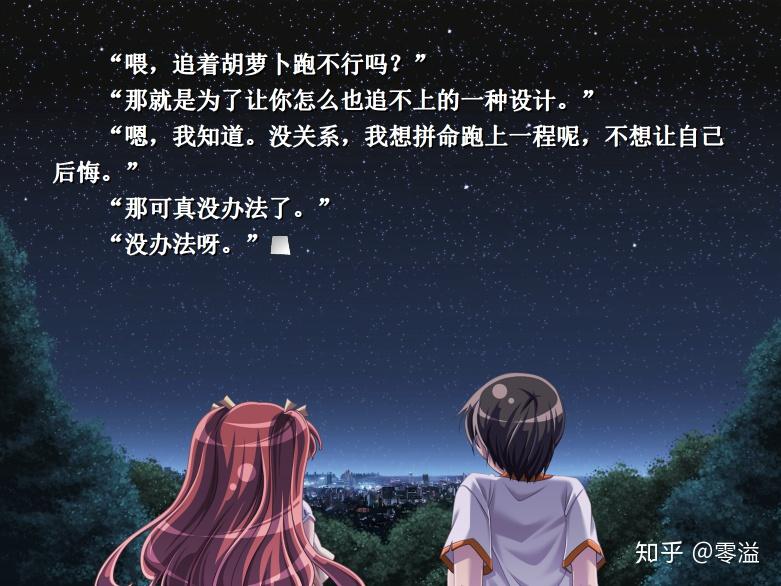 “喂，追着胡萝卜跑不行吗？”
“那就是为了让你怎么也追不上的一种设计。”
“嗯，我知道。没关系，我想拼命跑上一程呢，不想让自己
后悔。”
“那可真没办法了。”
“没办法呀。”
知乎 @零溢